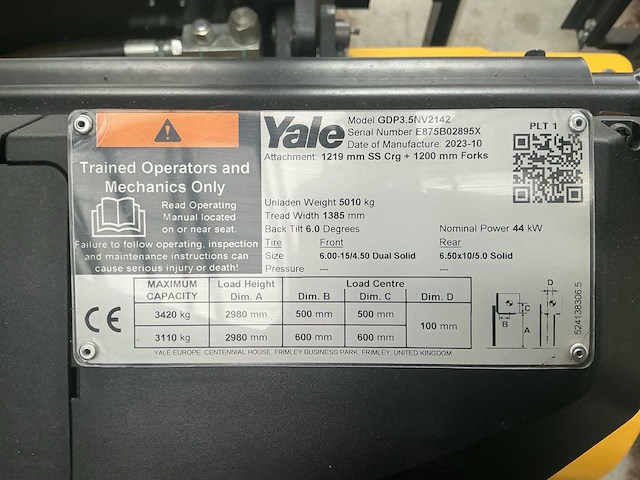 Yale
Model GDP3.5NV2142
Serial Number E875B02895X
Date of Manufacture 2023-10
Attachment: 1219 mm SS Crg + 1200 mm Forks
PLT 1
Trained Operators and
Mechanics Only
Read Operating
Manual located
on or near seat.
Failure to follow operating, inspection
and maintenance instructions can
cause serious injury or death!
Unladen Weight 5010 kg
Tread Width 1385 mm
Back Tilt 6.0 Degrees Nominal Power 44 kW
Tire Front Rear
Size 6.00-15/4.50 Dual Solid 6.50x10/5.0 Solid
Pressure --- ---
MAXIMUM CAPACITY Load Height Dim. A Load Centre
Dim. B Dim. C Dim. D
3420 kg 2980 mm 500 mm 500 mm 100 mm
3110 kg 2980 mm 600 mm 600 mm
CE
D
C
B
A
524138306.5
YALE EUROPE, CENTENNIAL HOUSE, FRIMLEY BUSINESS PARK, FRIMLEY, UNITED KINGDOM